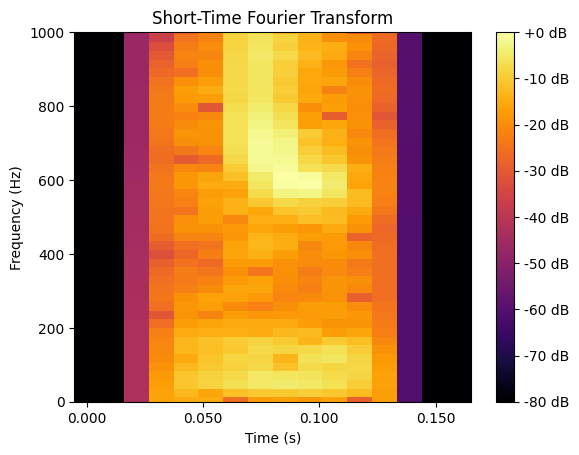 Short-Time Fourier Transform
Frequency (Hz)
1000
800
600
400
200
0
0.000
0.050
0.100
0.150
Time (s)
+0 dB
-10 dB
-20 dB
-30 dB
-40 dB
-50 dB
-60 dB
-70 dB
-80 dB